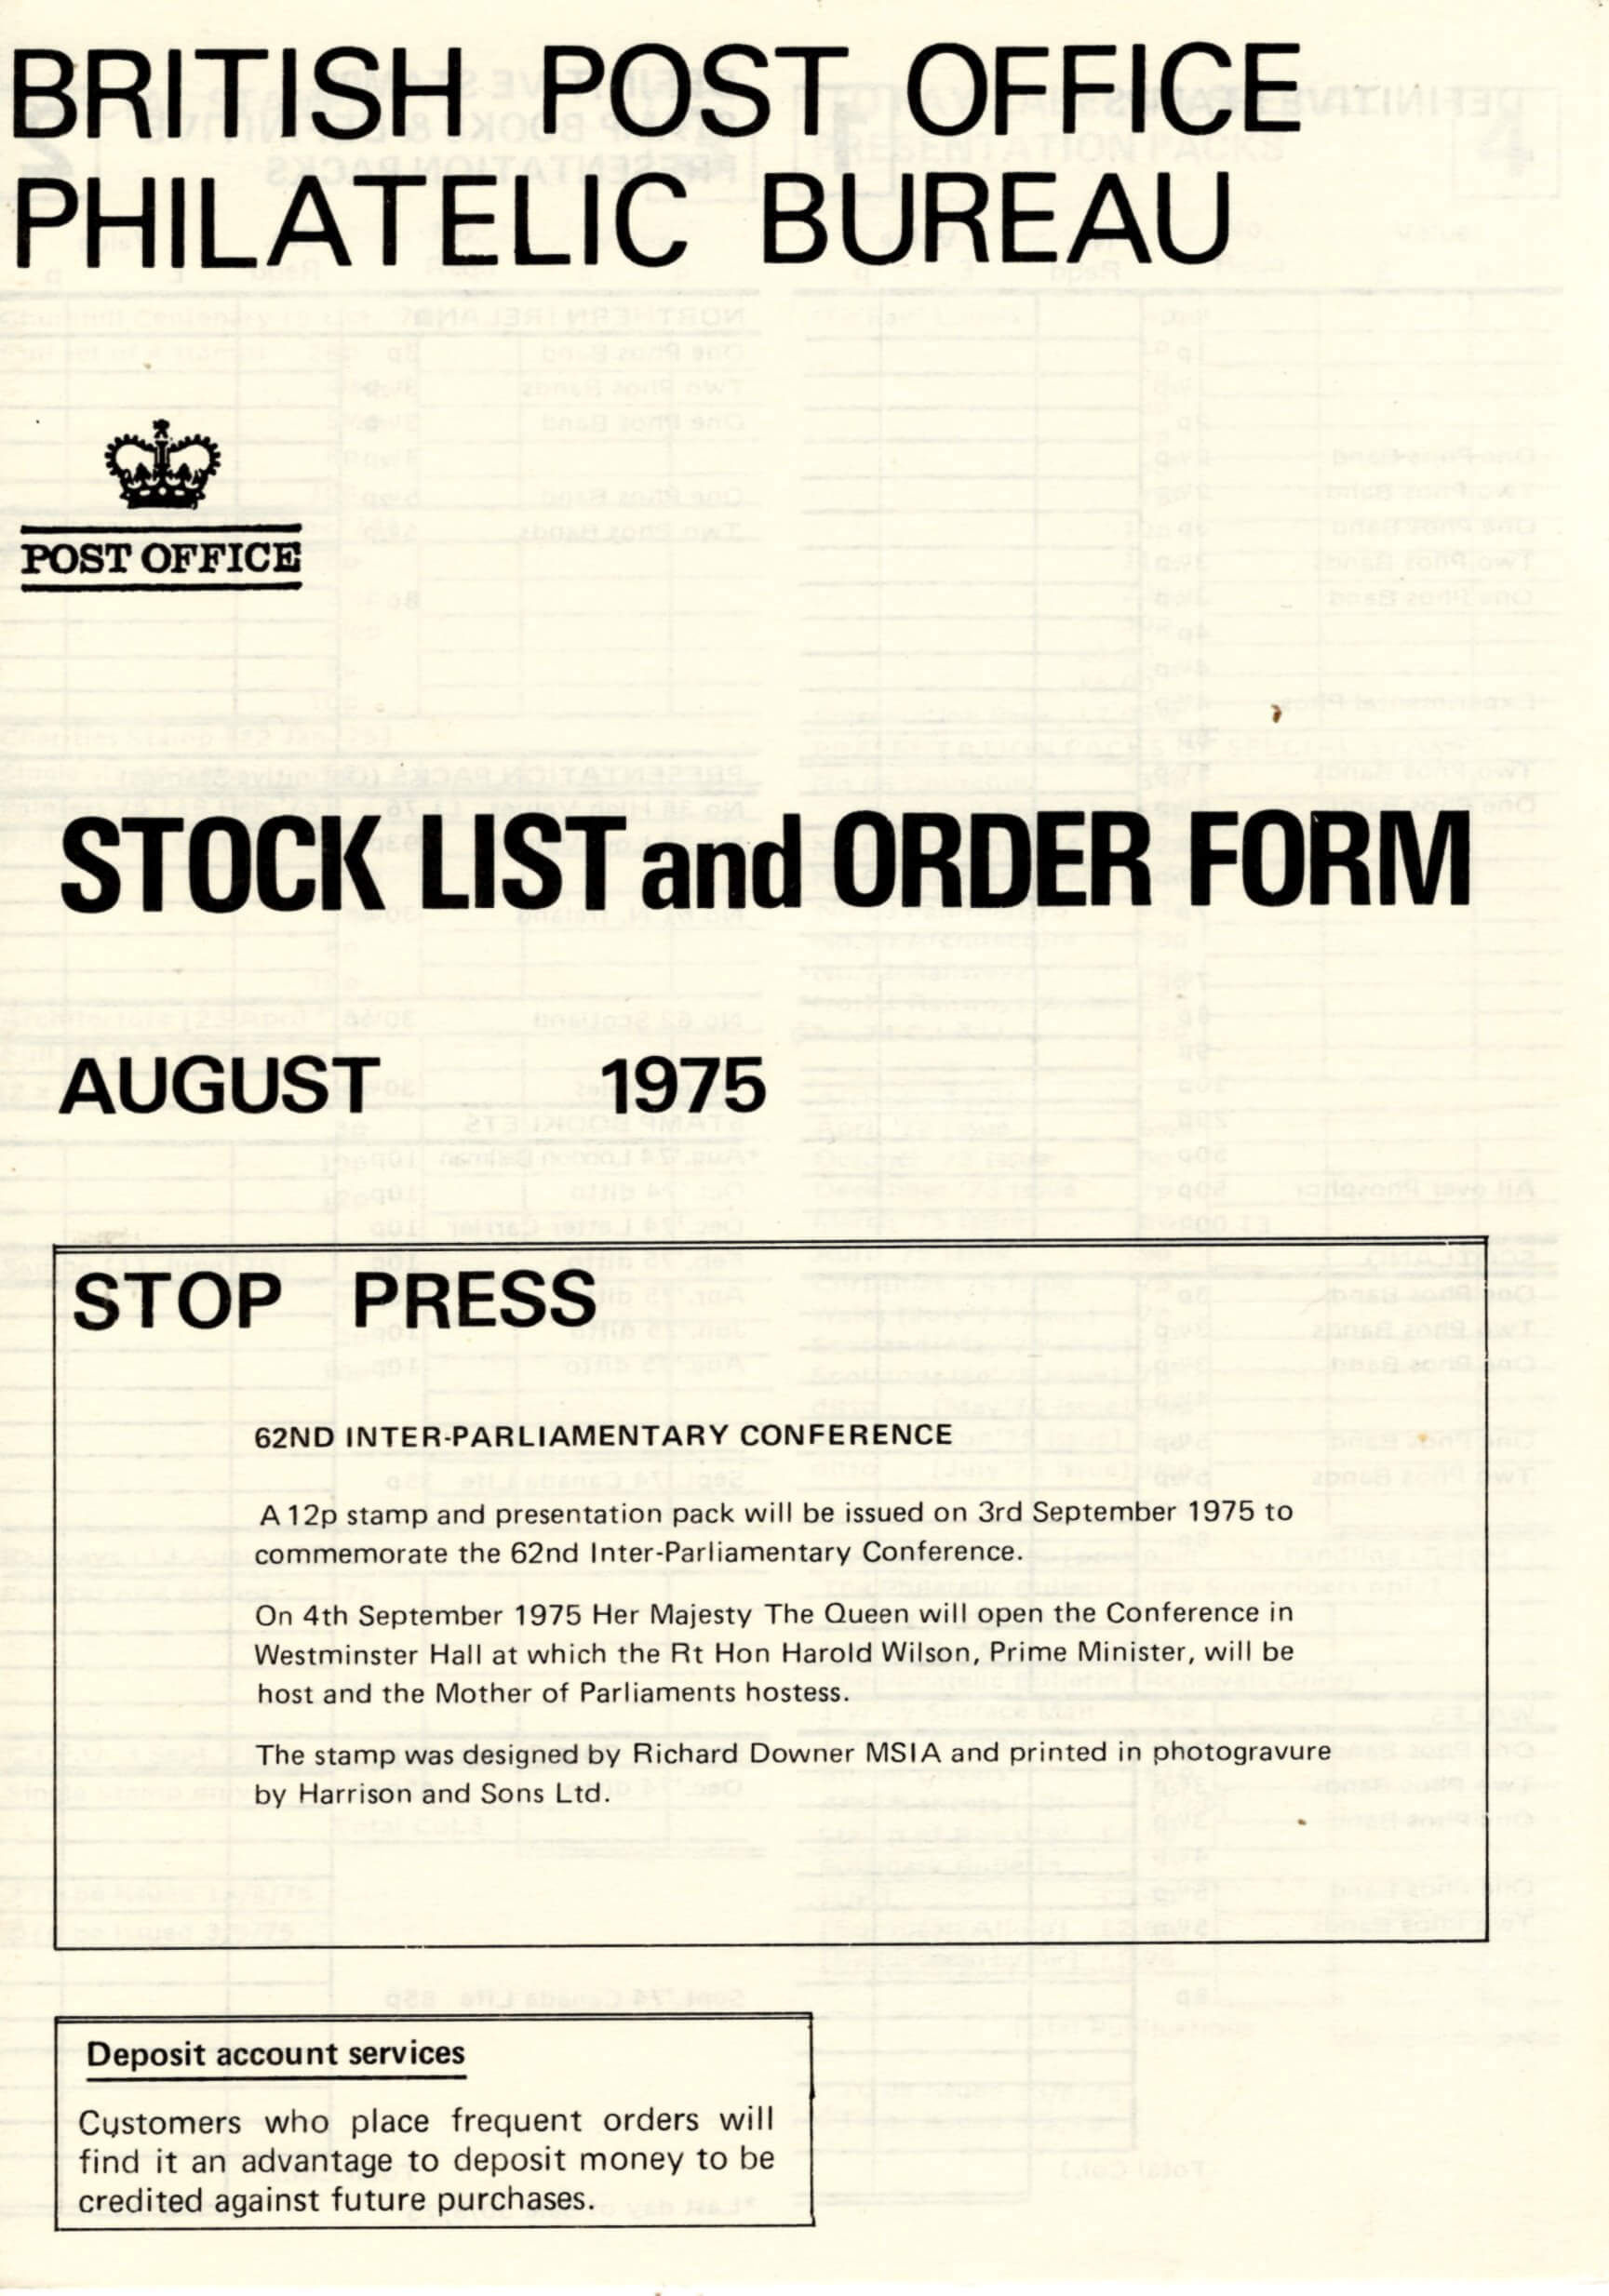 BRITISH POST OFFICE
PHILATELIC BUREAU
POST OFFICE
STOCK LIST and ORDER FORM
AUGUST 1975
STOP PRESS
62ND INTER-PARLIAMENTARY CONFERENCE
A 12p stamp and presentation pack will be issued on 3rd September 1975 to
commemorate the 62nd Inter-Parliamentary Conference.
On 4th September 1975 Her Majesty The Queen will open the Conference in
Westminster Hall at which the Rt Hon Harold Wilson, Prime Minister, will be
host and the Mother of Parliaments hostess.
The stamp was designed by Richard Downer MSIA and printed in photogravure
by Harrison and Sons Ltd.
Deposit account services
Customers who place frequent orders will
find it an advantage to deposit money to be
credited against future purchases.